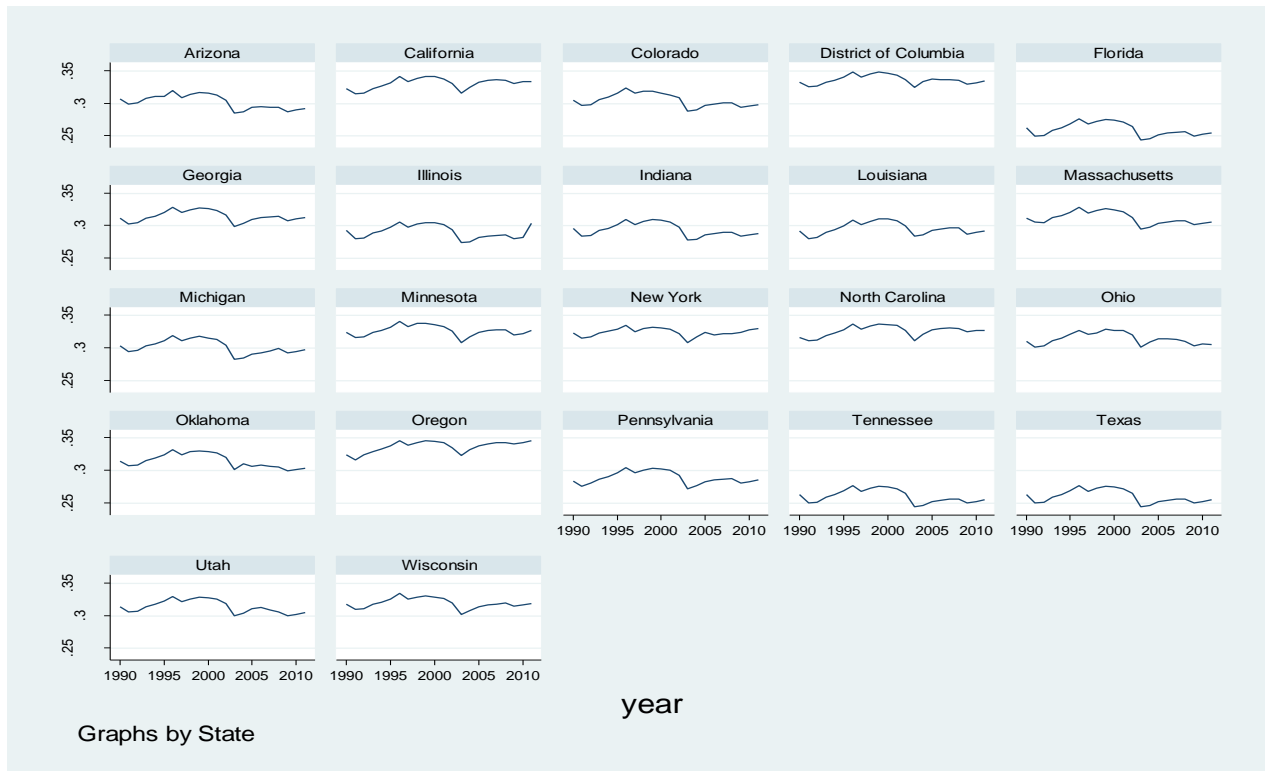 Arizona California Colorado District of Columbia Florida
.35
.3
.25
Georgia Illinois Indiana Louisiana Massachusetts
.35
.3
.25
Michigan Minnesota New York North Carolina Ohio
.35
.3
.25
Oklahoma Oregon Pennsylvania Tennessee Texas
.35
.3
.25
1990 1995 2000 2005 2010 1990 1995 2000 2005 2010 1990 1995 2000 2005 2010
Utah Wisconsin
.35
.3
.25
1990 1995 2000 2005 2010 1990 1995 2000 2005 2010
year
Graphs by State